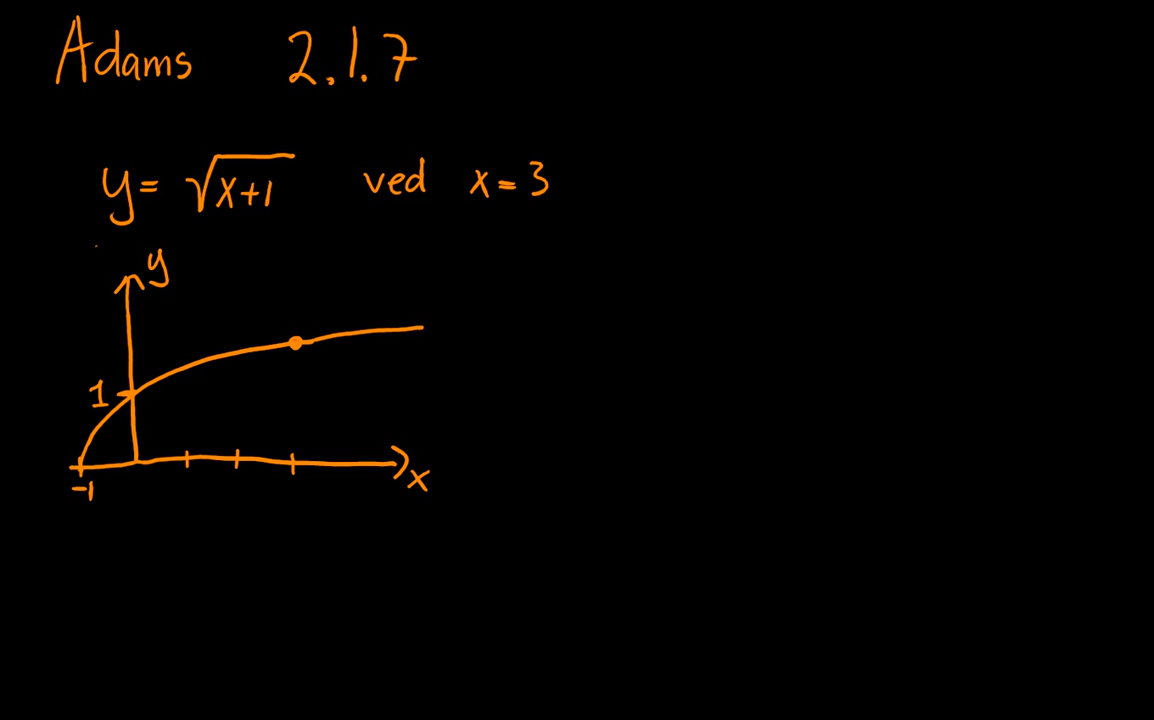 Adams 2.1.7
y = √(x+1) ved x = 3
y
1
-1
x